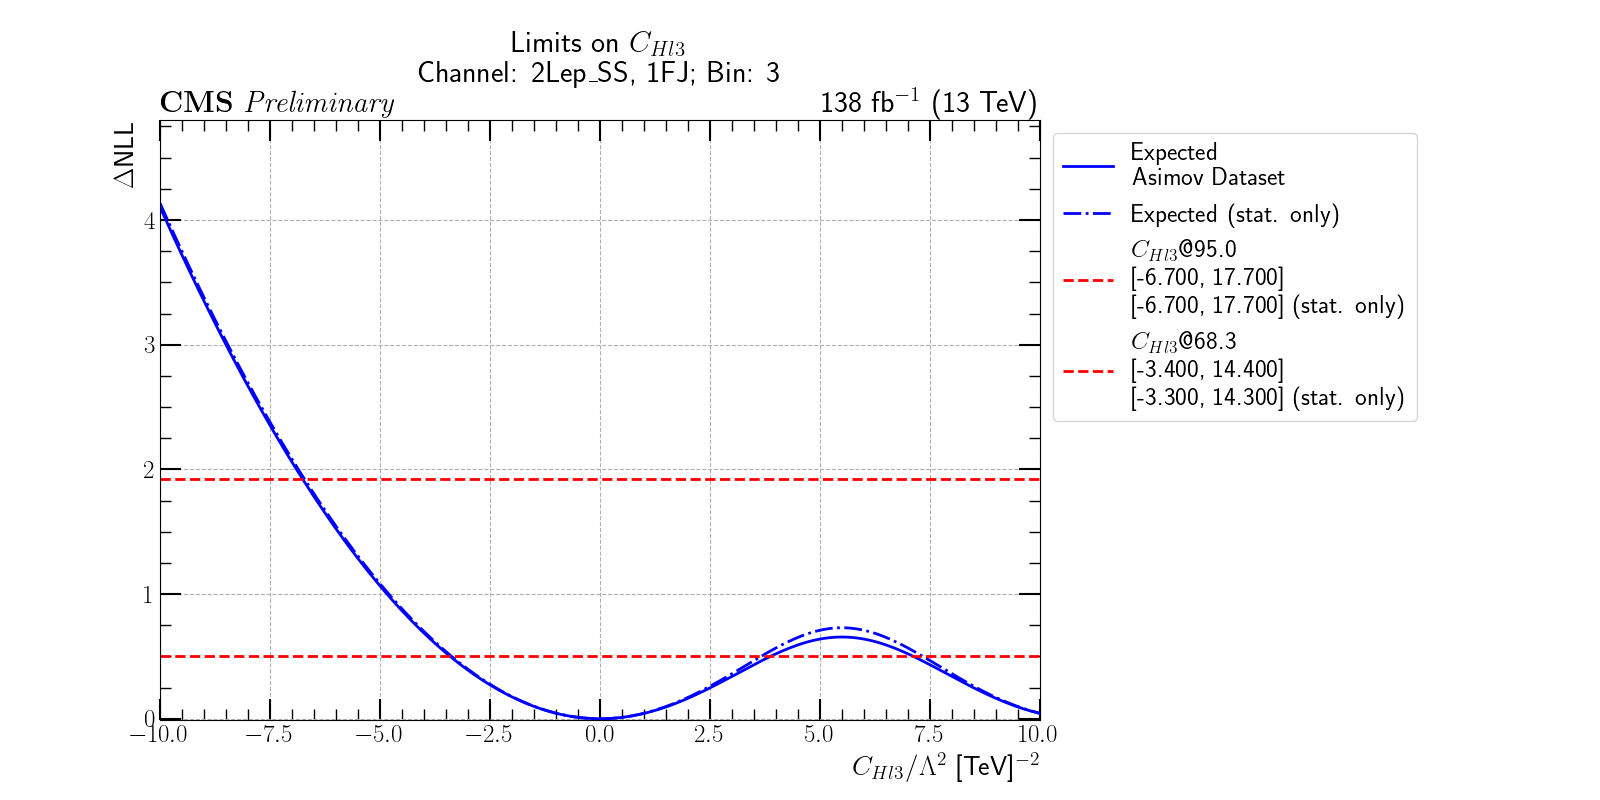 Limits on C_{Hl3}
Channel: 2Lep_SS, 1FJ; Bin: 3
CMS Preliminary
138 fb^{-1} (13 TeV)
ΔNLL
4
3
2
1
0
−10.0 −7.5 −5.0 −2.5 0.0 2.5 5.0 7.5 10.0
C_{Hl3}/Λ^{2} [TeV]^{-2}
Expected
Asimov Dataset
Expected (stat. only)
C_{Hl3}@95.0
[-6.700, 17.700]
[-6.700, 17.700] (stat. only)
C_{Hl3}@68.3
[-3.400, 14.400]
[-3.300, 14.300] (stat. only)